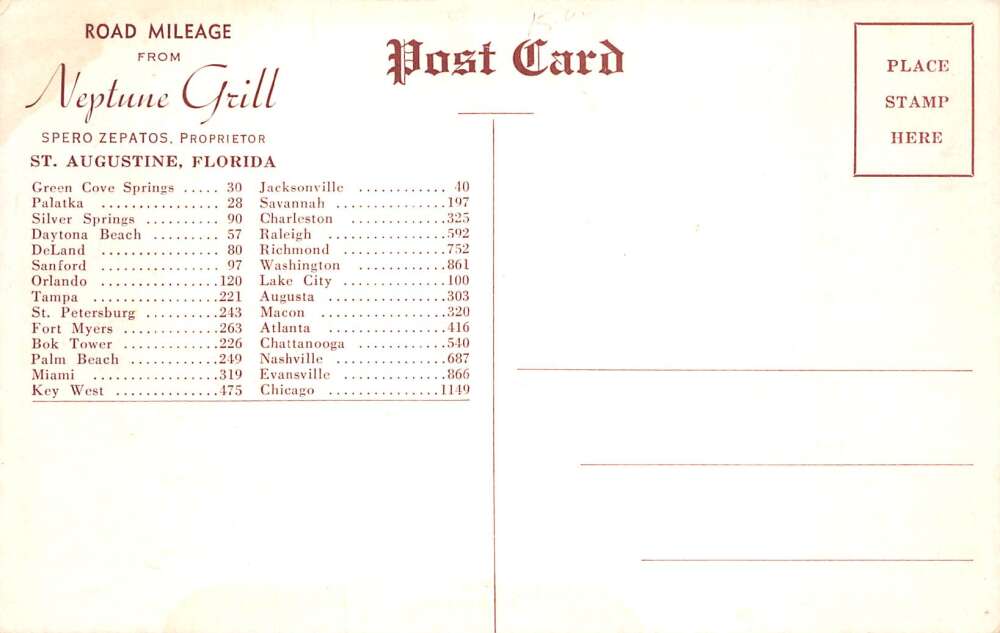 ROAD MILEAGE
FROM
Neptune Grill
SPERO ZEPATOS, PROPRIETOR
ST. AUGUSTINE, FLORIDA
Green Cove Springs ..... 30
Palatka ................ 28
Silver Springs .......... 90
Daytona Beach ......... 57
DeLand ................ 80
Sanford ................ 97
Orlando ................120
Tampa .................221
St. Petersburg ..........243
Fort Myers .............263
Bok Tower .............226
Palm Beach ............249
Miami .................319
Key West ..............475
Jacksonville ............ 40
Savannah ...............197
Charleston .............325
Raleigh ................592
Richmond ..............752
Washington ............861
Lake City ..............100
Augusta ................303
Macon .................320
Atlanta ................416
Chattanooga ............540
Nashville ..............687
Evansville ..............866
Chicago ...............1149
Post Card
PLACE
STAMP
HERE